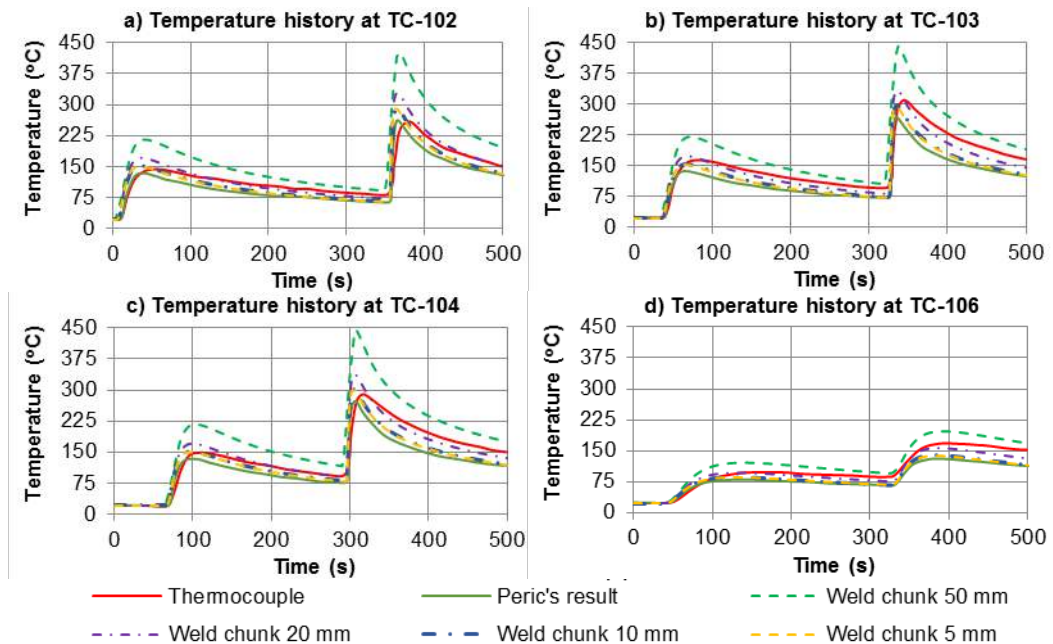 a) Temperature history at TC-102
Temperature (°C)
450
375
300
225
150
75
0
0 100 200 300 400 500
Time (s)
b) Temperature history at TC-103
Temperature (°C)
450
375
300
225
150
75
0
0 100 200 300 400 500
Time (s)
c) Temperature history at TC-104
Temperature (°C)
450
375
300
225
150
75
0
0 100 200 300 400 500
Time (s)
d) Temperature history at TC-106
Temperature (°C)
450
375
300
225
150
75
0
0 100 200 300 400 500
Time (s)
Thermocouple Peric's result Weld chunk 50 mm
Weld chunk 20 mm Weld chunk 10 mm Weld chunk 5 mm